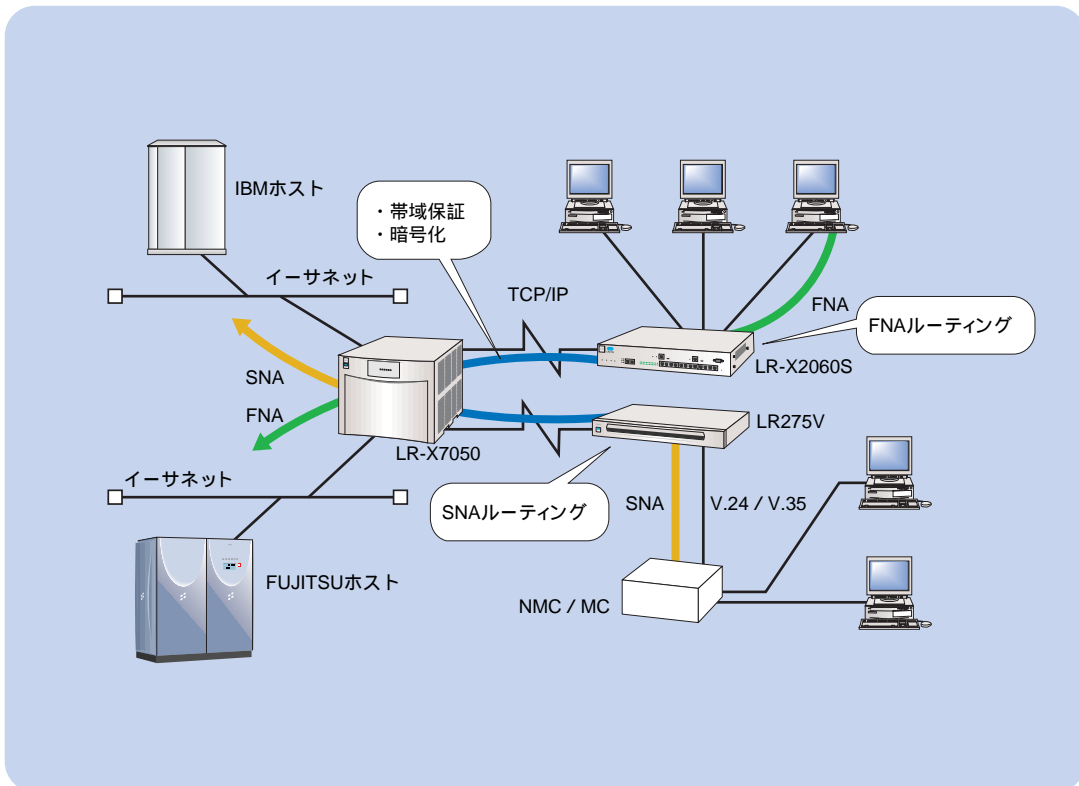 IBMホスト
・帯域保証
・暗号化
イーサネット
TCP/IP
FNA
FNAルーティング
LR-X2060S
SNA
FNA
LR-X7050
LR275V
イーサネット
SNAルーティング
SNA
V.24 / V.35
FUJITSUホスト
NMC / MC